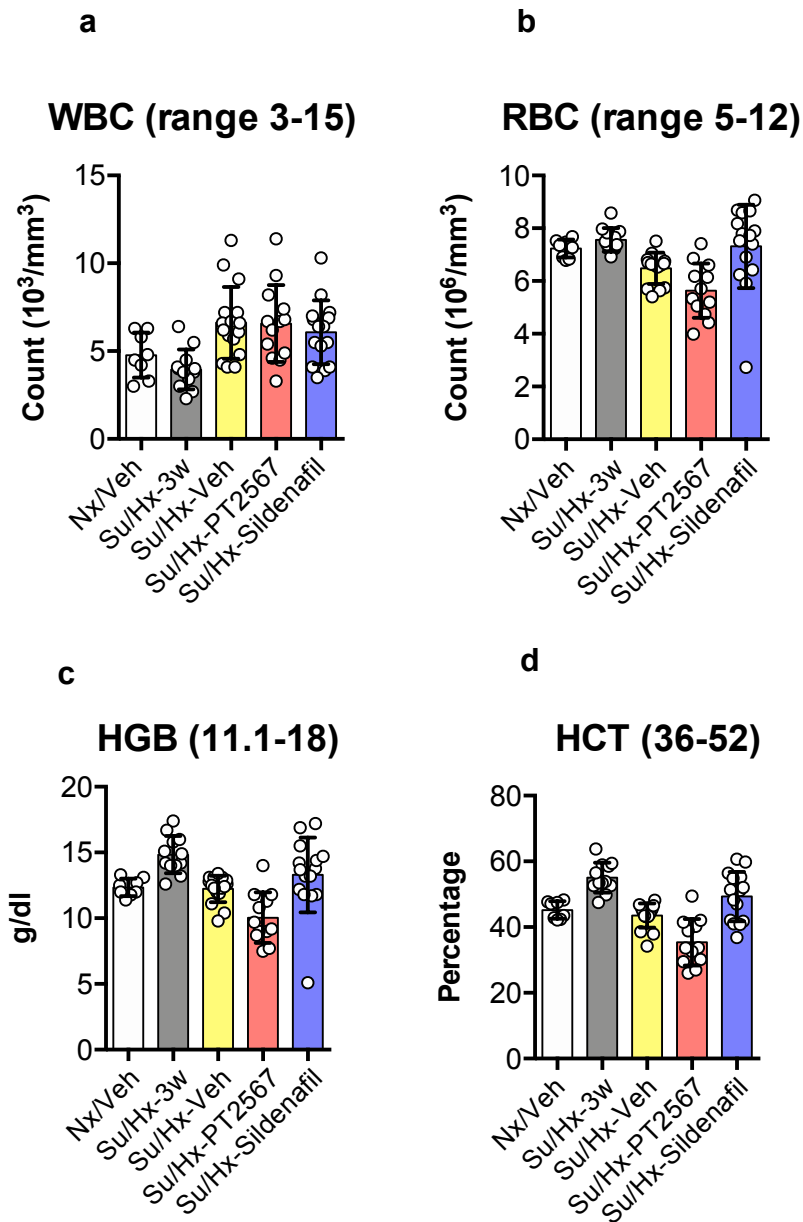 a
WBC (range 3-15)
Count (10³/mm³)
15
10
5
0
Nx/Veh
Su/Hx-3w
Su/Hx-Veh
Su/Hx-PT2567
Su/Hx-Sildenafil
b
RBC (range 5-12)
Count (10⁶/mm³)
10
8
6
4
2
0
Nx/Veh
Su/Hx-3w
Su/Hx-Veh
Su/Hx-PT2567
Su/Hx-Sildenafil
c
HGB (11.1-18)
g/dl
20
15
10
5
0
Nx/Veh
Su/Hx-3w
Su/Hx-Veh
Su/Hx-PT2567
Su/Hx-Sildenafil
d
HCT (36-52)
Percentage
80
60
40
20
0
Nx/Veh
Su/Hx-3w
Su/Hx-Veh
Su/Hx-PT2567
Su/Hx-Sildenafil